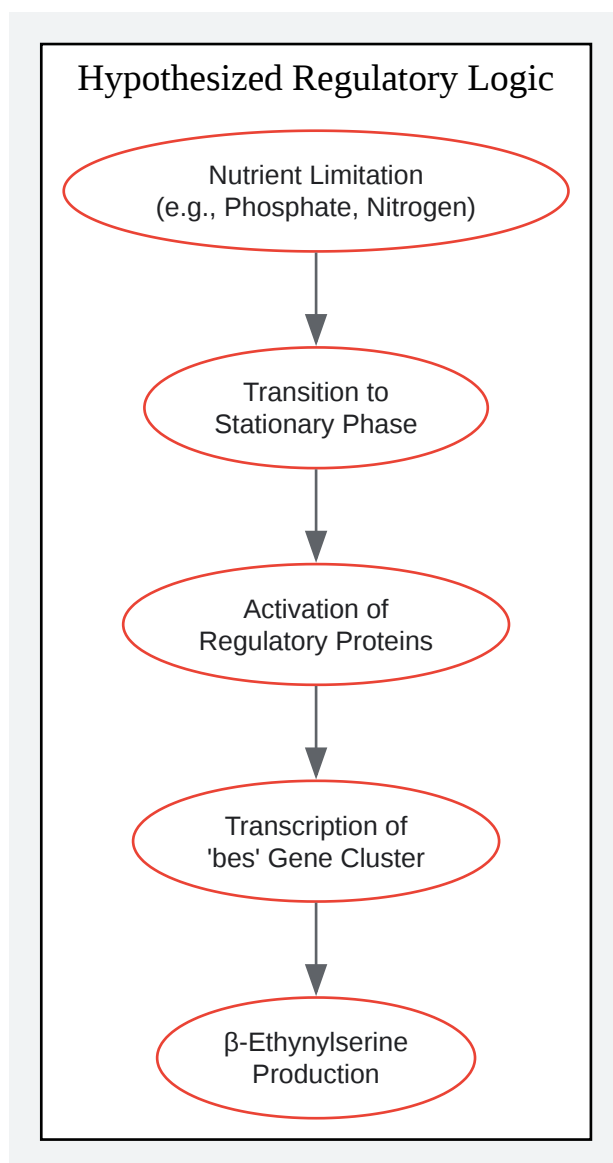 Hypothesized Regulatory Logic
Nutrient Limitation
(e.g., Phosphate, Nitrogen)
Transition to
Stationary Phase
Activation of
Regulatory Proteins
Transcription of
'bes' Gene Cluster
β-Ethynylserine
Production